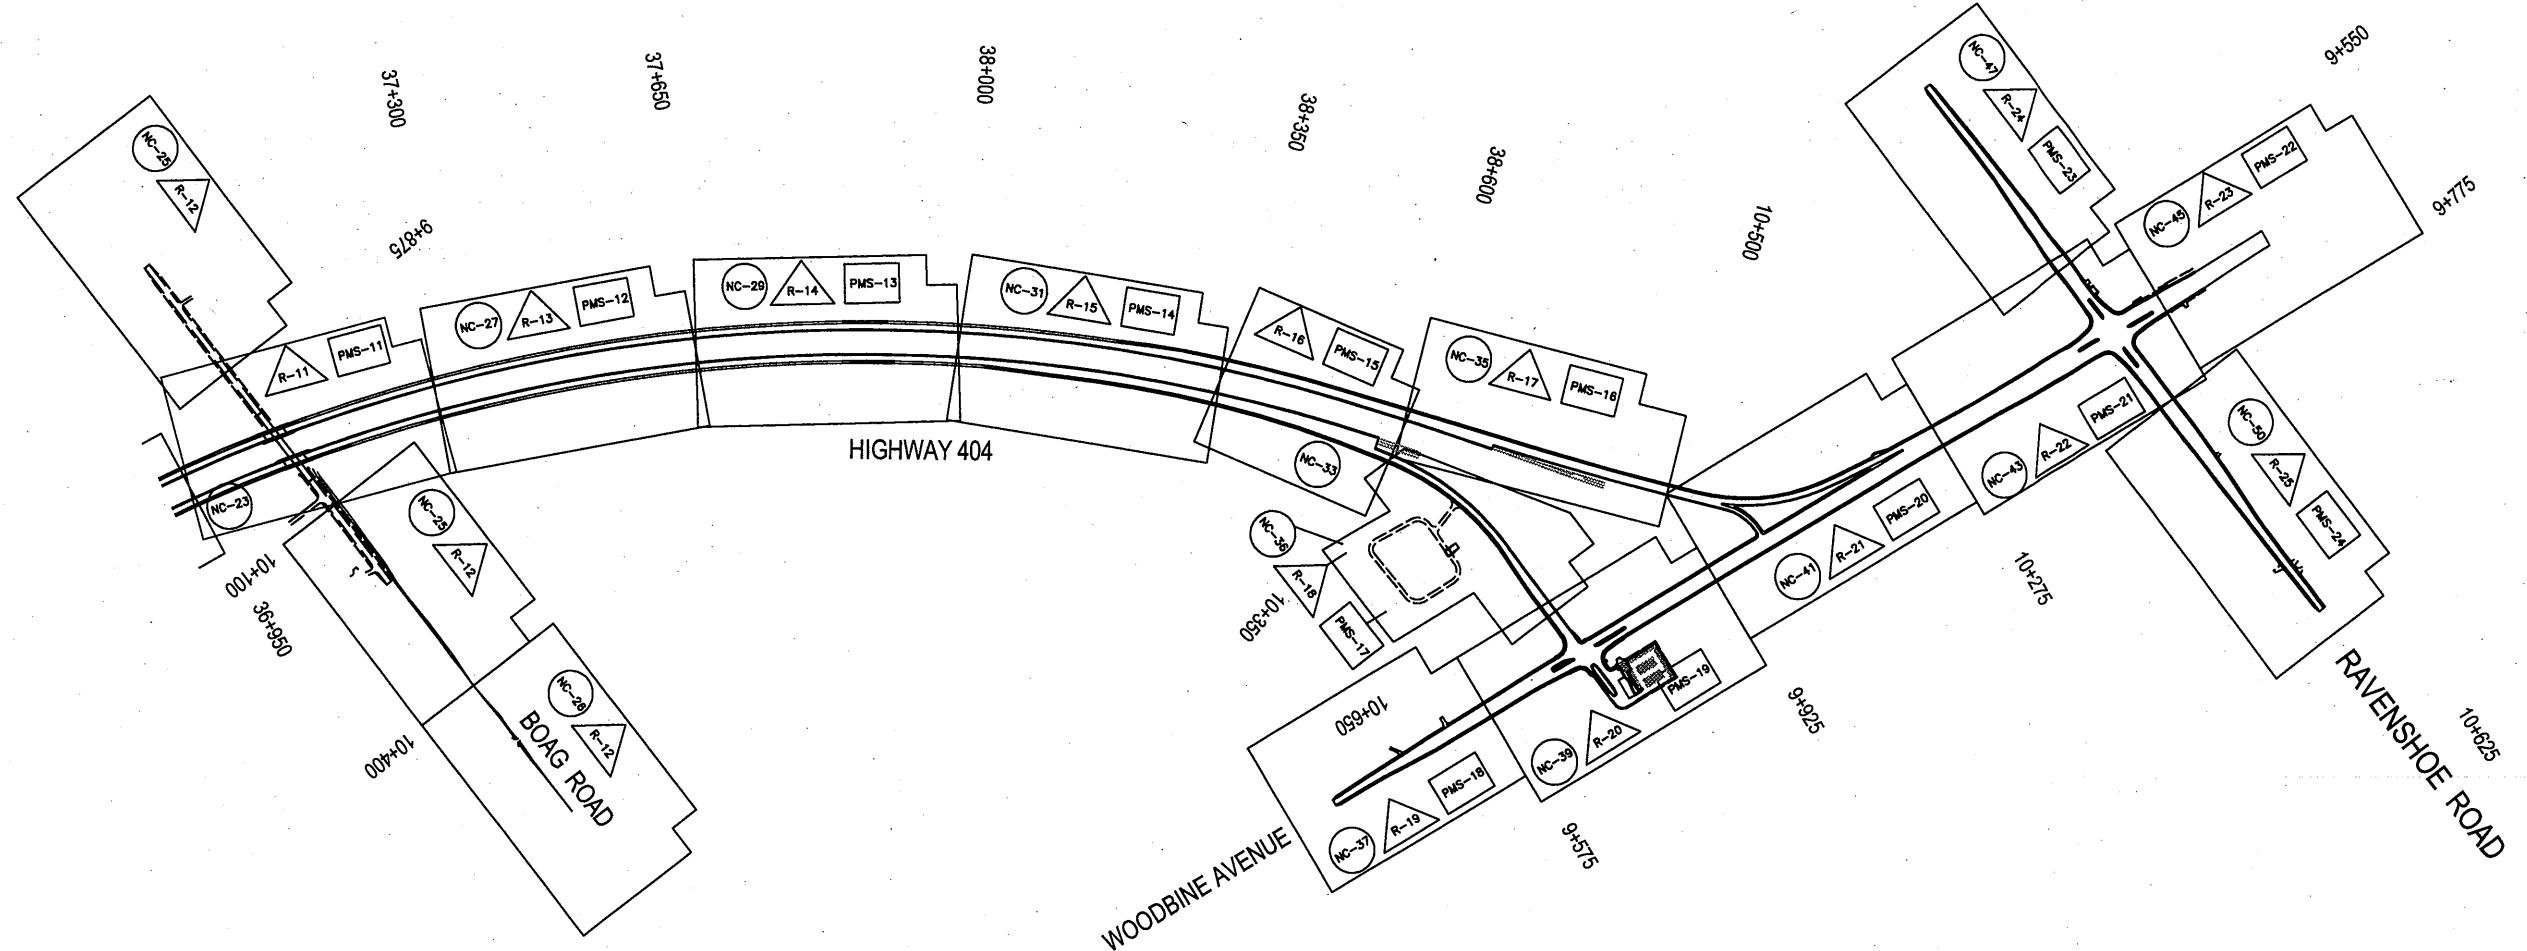 37+300
37+650
38+000
38+350
38+600
10+500
9+550
9+775
9+875
NC-25
R-12
R-11
PMS-11
NC-23
NC-27
R-13
PMS-12
NC-29
R-14
PMS-13
NC-31
R-15
PMS-14
R-16
PMS-15
NC-33
NC-35
R-17
PMS-16
NC-47
R-24
PMS-23
NC-45
R-23
PMS-22
HIGHWAY 404
NC-25
R-12
10+100
36+950
NC-26
R-12
10+400
BOAG ROAD
NC-36
R-18
PMS-17
10+350
NC-41
R-21
PMS-20
NC-43
R-22
PMS-21
NC-50
R-25
PMS-24
10+275
10+650
NC-37
R-19
PMS-18
NC-39
R-20
PMS-19
9+925
9+575
WOODBINE AVENUE
RAVENSHOE ROAD
10+625